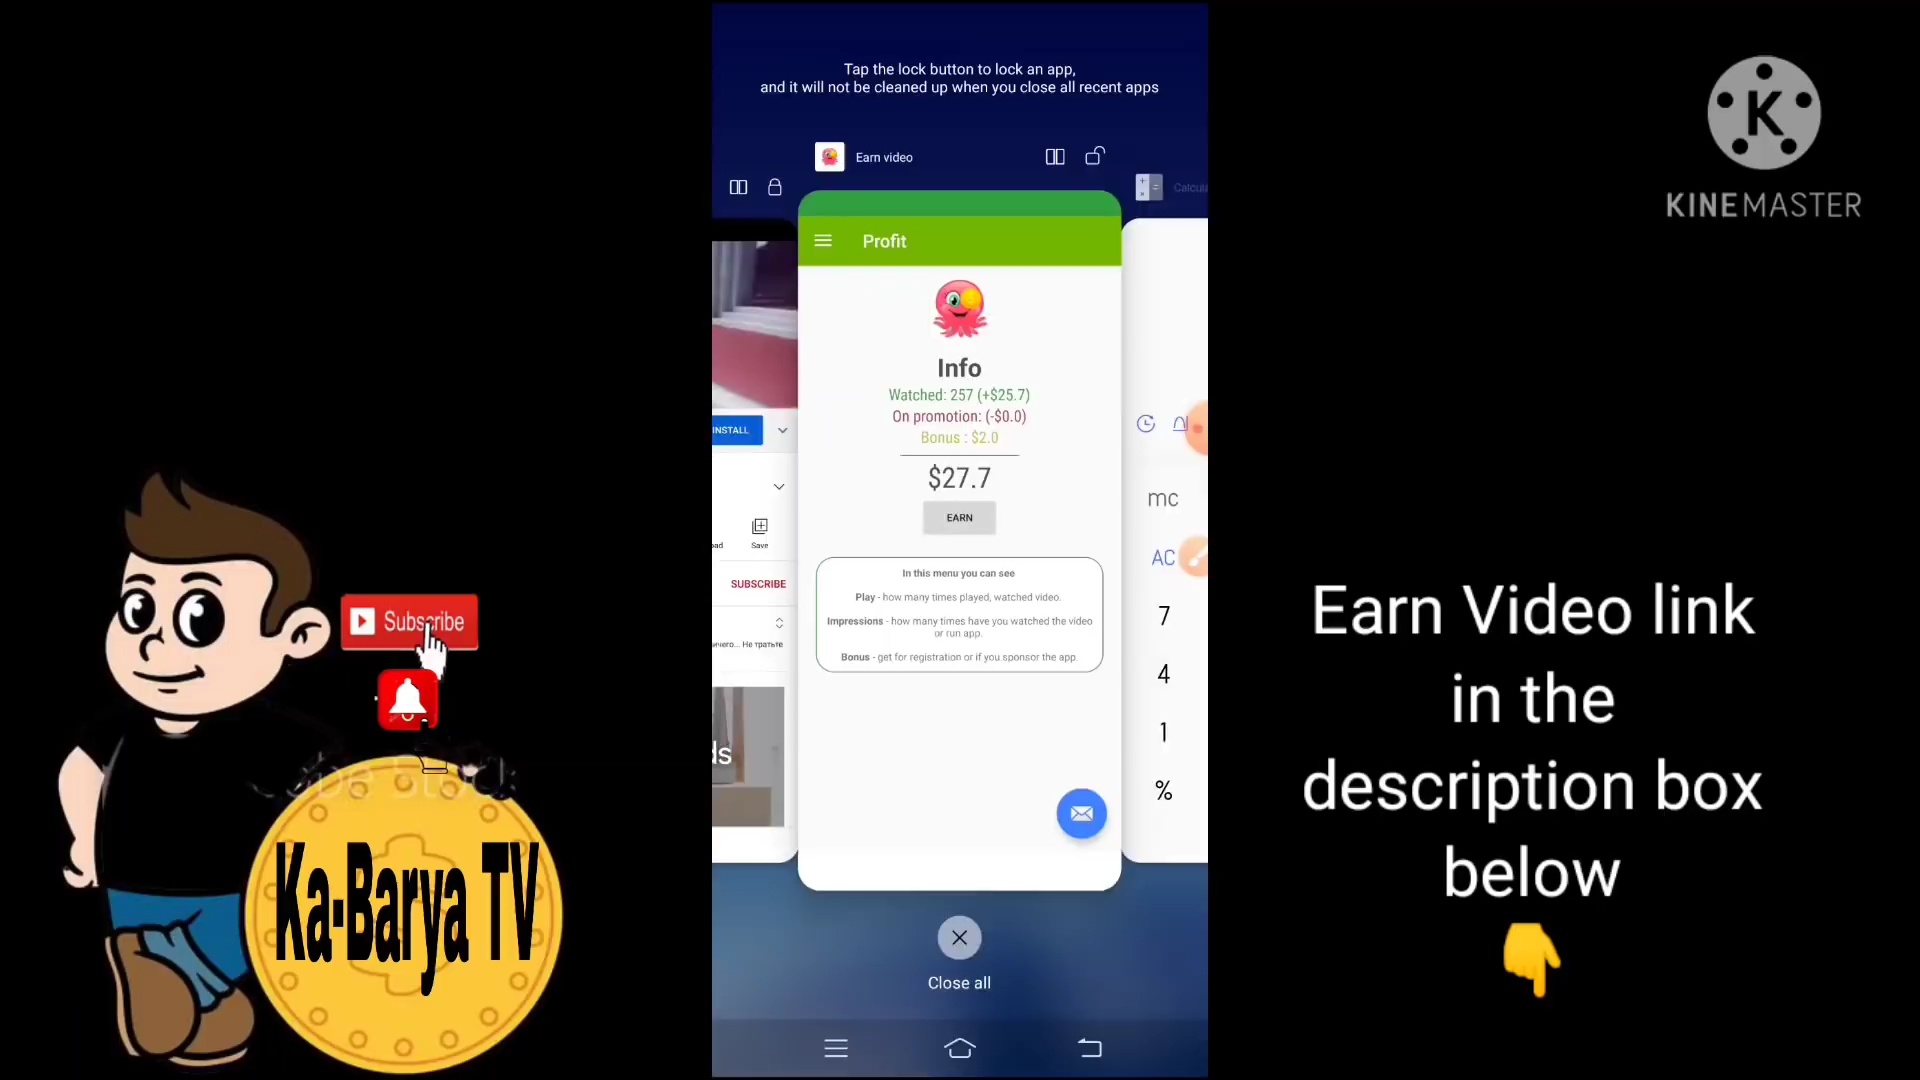 Tap the lock button to lock an app,
and it will not be cleaned up when you close all recent apps
K
KINEMASTER
Earn video
Profit
Info
Watched: 257 (+$25.7)
On promotion: (-$0.0)
Bonus : $2.0
$27.7
EARN
In this menu you can see
Play - how many times played, watched video.
Impressions - how many times have you watched the video
or run app.
Bonus - get for registration or if you sponsor the app.
INSTALL
Save
SUBSCRIBE
Не тратьте
mc
AC
7
4
1
%
Close all
Subscribe
Ka-Barya TV
Earn Video link
in the
description box
below